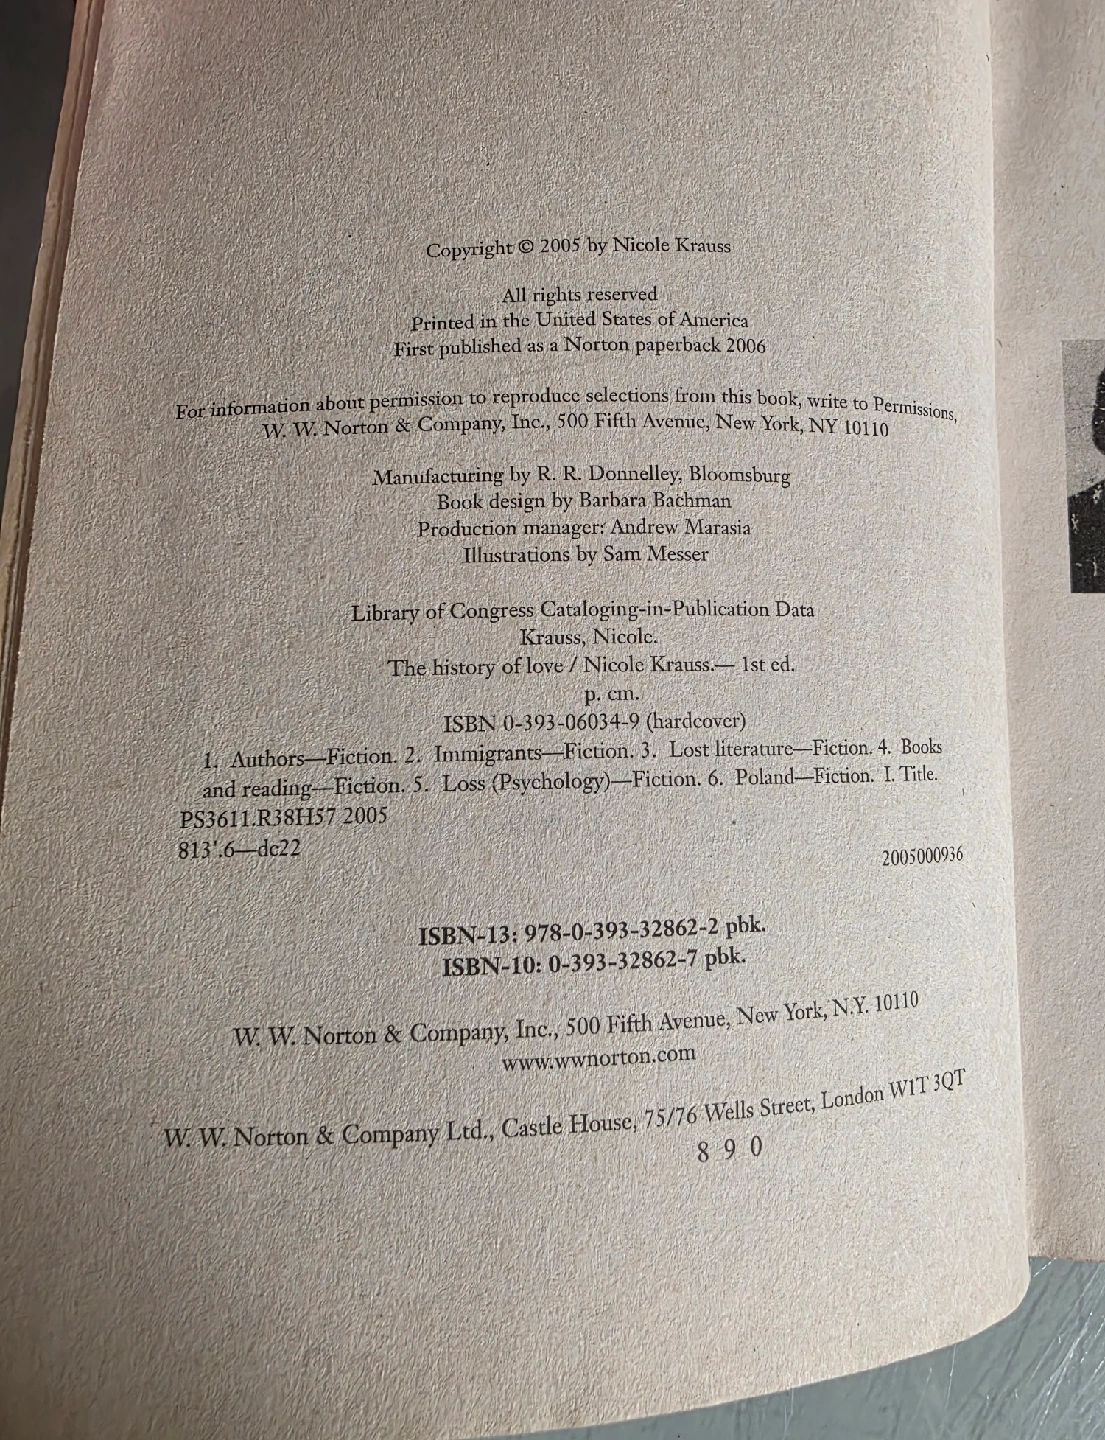 Copyright © 2005 by Nicole Krauss
All rights reserved
Printed in the United States of America
First published as a Norton paperback 2006
For information about permission to reproduce selections from this book, write to Permissions,
W. W. Norton & Company, Inc., 500 Fifth Avenue, New York, NY 10110
Manufacturing by R. R. Donnelley, Bloomsburg
Book design by Barbara Bachman
Production manager: Andrew Marasia
Illustrations by Sam Messer
Library of Congress Cataloging-in-Publication Data
Krauss, Nicole.
The history of love / Nicole Krauss.— 1st ed.
p. cm.
ISBN 0-393-06034-9 (hardcover)
1. Authors—Fiction. 2. Immigrants—Fiction. 3. Lost literature—Fiction. 4. Books
and reading—Fiction. 5. Loss (Psychology)—Fiction. 6. Poland—Fiction. I. Title.
PS3611.R38H57 2005
813'.6—dc22
2005000936
ISBN-13: 978-0-393-32862-2 pbk.
ISBN-10: 0-393-32862-7 pbk.
W. W. Norton & Company, Inc., 500 Fifth Avenue, New York, N.Y. 10110
www.wwnorton.com
W. W. Norton & Company Ltd., Castle House, 75/76 Wells Street, London W1T 3QT
8 9 0